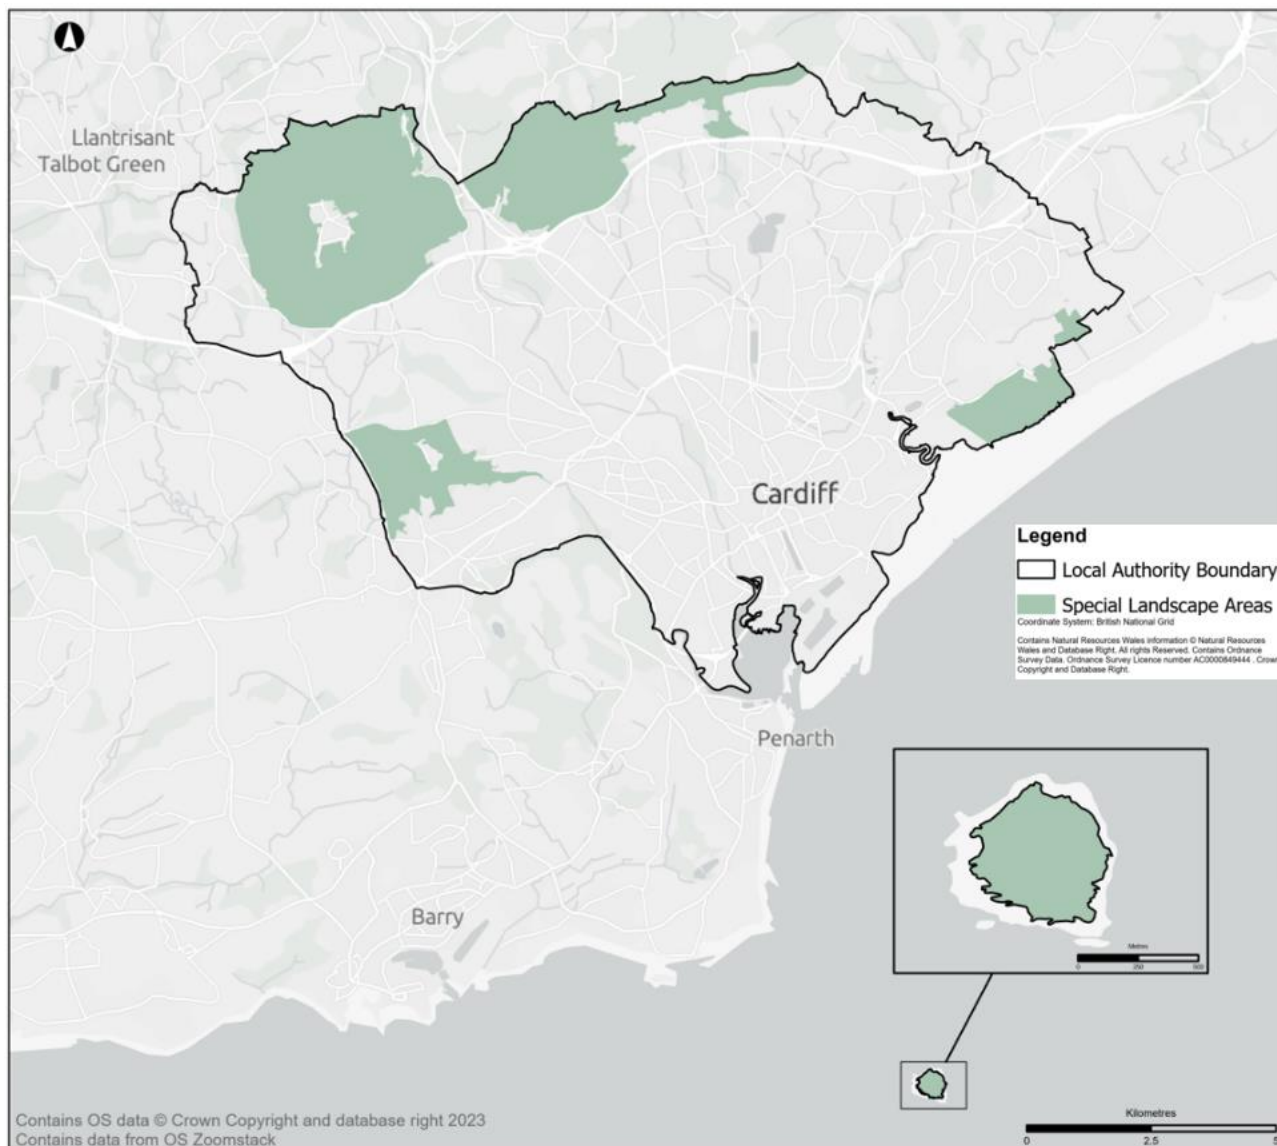 Llantrisant
Talbot Green
Cardiff
Legend
Local Authority Boundary
Special Landscape Areas
Coordinate System: British National Grid
Contains Natural Resources Wales information © Natural Resources
Wales and Database Right. All rights Reserved. Contains Ordnance
Survey Data. Ordnance Survey Licence number AC0000849444 . Crown
Copyright and Database Right.
Penarth
Barry
Metres
0 250 500
Contains OS data © Crown Copyright and database right 2023
Contains data from OS Zoomstack
Kilometres
0 2.5 5